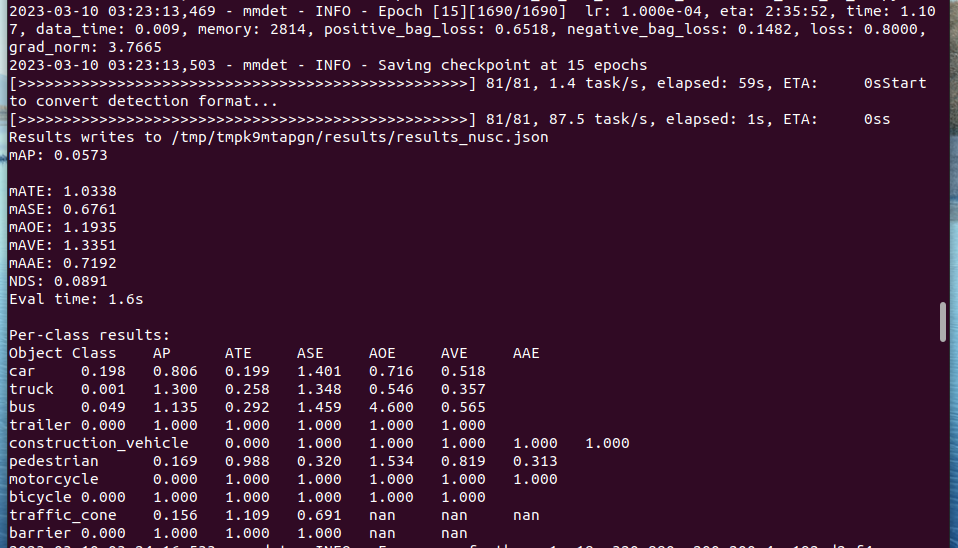 2023-03-10 03:23:13,469 - mmdet - INFO - Epoch [15][1690/1690]  lr: 1.000e-04, eta: 2:35:52, time: 1.10
7, data_time: 0.009, memory: 2814, positive_bag_loss: 0.6518, negative_bag_loss: 0.1482, loss: 0.8000,
grad_norm: 3.7665
2023-03-10 03:23:13,503 - mmdet - INFO - Saving checkpoint at 15 epochs
[>>>>>>>>>>>>>>>>>>>>>>>>>>>>>>>>>>>>>>>>>>>>>>>>>>] 81/81, 1.4 task/s, elapsed: 59s, ETA:     0sStart
to convert detection format...
[>>>>>>>>>>>>>>>>>>>>>>>>>>>>>>>>>>>>>>>>>>>>>>>>>>] 81/81, 87.5 task/s, elapsed: 1s, ETA:     0ss
Results writes to /tmp/tmpk9mtapgn/results/results_nusc.json
mAP: 0.0573
mATE: 1.0338
mASE: 0.6761
mAOE: 1.1935
mAVE: 1.3351
mAAE: 0.7192
NDS: 0.0891
Eval time: 1.6s
Per-class results:
Object Class    AP      ATE     ASE     AOE     AVE     AAE
car     0.198   0.806   0.199   1.401   0.716   0.518
truck   0.001   1.300   0.258   1.348   0.546   0.357
bus     0.049   1.135   0.292   1.459   4.600   0.565
trailer 0.000   1.000   1.000   1.000   1.000   1.000
construction_vehicle    0.000   1.000   1.000   1.000   1.000   1.000
pedestrian      0.169   0.988   0.320   1.534   0.819   0.313
motorcycle      0.000   1.000   1.000   1.000   1.000   1.000
bicycle 0.000   1.000   1.000   1.000   1.000   1.000
traffic_cone    0.156   1.109   0.691   nan     nan     nan
barrier 0.000   1.000   1.000   nan     nan